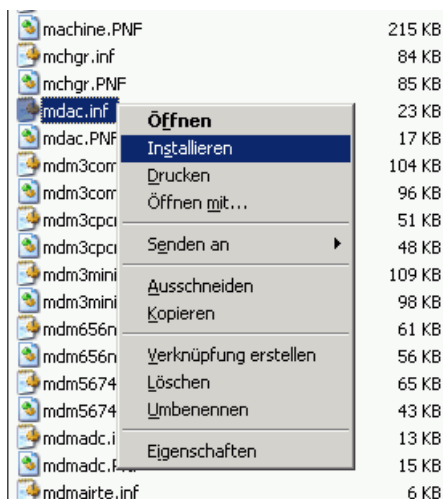 machine.PNF 215 KB
mchgr.inf 84 KB
mchgr.PNF 85 KB
mdac.inf 23 KB
Öffnen
mdac.PNF 17 KB
Installieren
mdm3com 104 KB
Drucken
mdm3com 96 KB
Öffnen mit...
mdm3cpc 51 KB
mdm3cpc 48 KB
Senden an
mdm3mini 109 KB
Ausschneiden
mdm3mini 98 KB
Kopieren
mdm656n 61 KB
mdm656n 56 KB
Verknüpfung erstellen
mdm5674 65 KB
Löschen
mdm5674 43 KB
Umbenennen
mdmadc.i 13 KB
Eigenschaften
mdmadc.P 15 KB
mdmairte.inf 6 KB